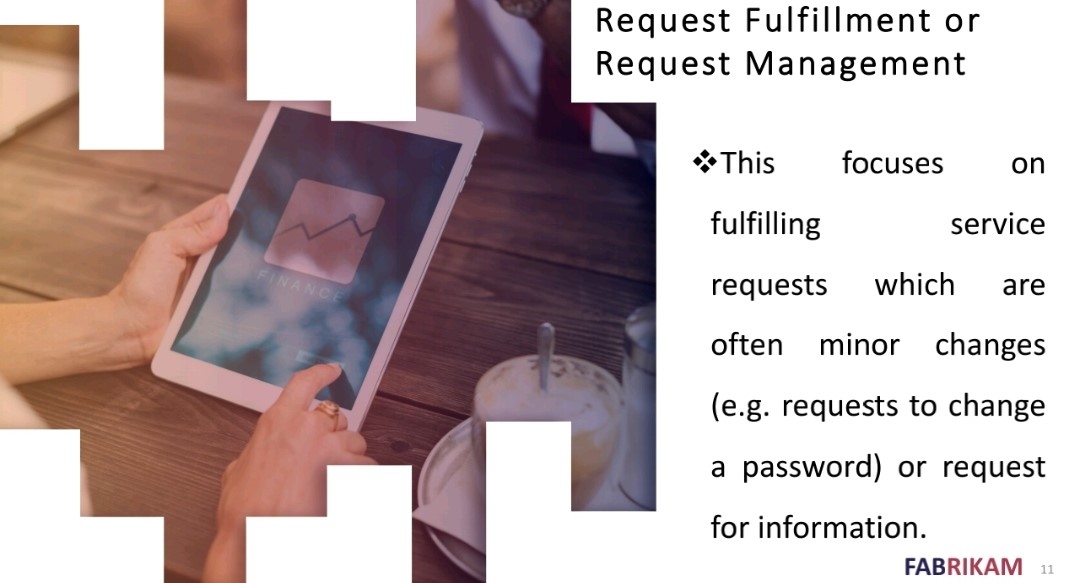 Request Fulfillment or
Request Management
❖This focuses on
fulfilling service
requests which are
often minor changes
(e.g. requests to change
a password) or request
for information.
FINANCE
FABRIKAM
11